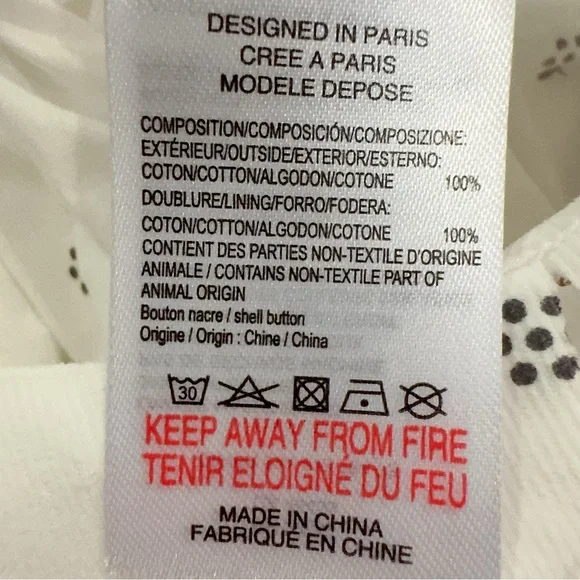 DESIGNED IN PARIS
CREE A PARIS
MODELE DEPOSE
COMPOSITION/COMPOSICIÓN/COMPOSIZIONE:
EXTÉRIEUR/OUTSIDE/EXTERIOR/ESTERNO:
COTON/COTTON/ALGODON/COTONE 100%
DOUBLURE/LINING/FORRO/FODERA:
COTON/COTTON/ALGODON/COTONE 100%
CONTIENT DES PARTIES NON-TEXTILE D'ORIGINE
ANIMALE / CONTAINS NON-TEXTILE PART OF
ANIMAL ORIGIN
Bouton nacre / shell button
Origine / Origin : Chine / China
30
KEEP AWAY FROM FIRE
TENIR ELOIGNÉ DU FEU
MADE IN CHINA
FABRIQUÉ EN CHINE